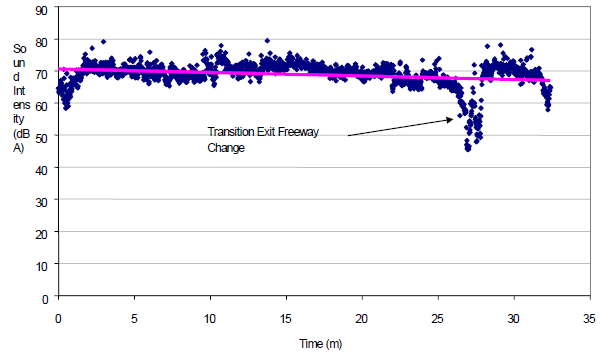 90
80
70
60
50
40
30
20
10
0
So
un
d
Int
ens
ity
(dB
A)
Transition Exit Freeway
Change
0 5 10 15 20 25 30 35
Time (m)